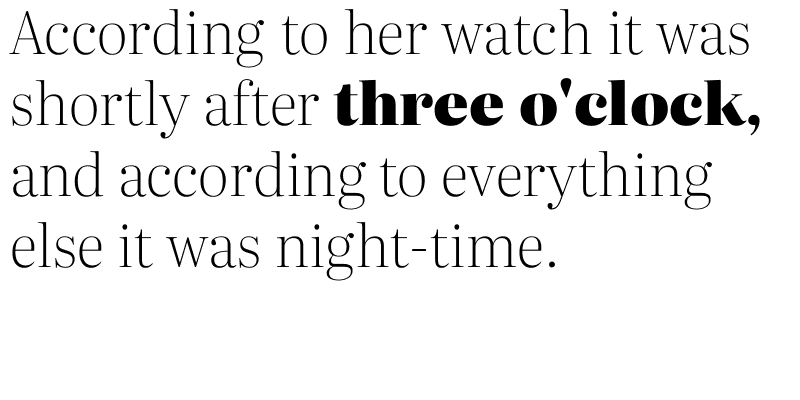 According to her watch it was
shortly after three o'clock,
and according to everything
else it was night-time.